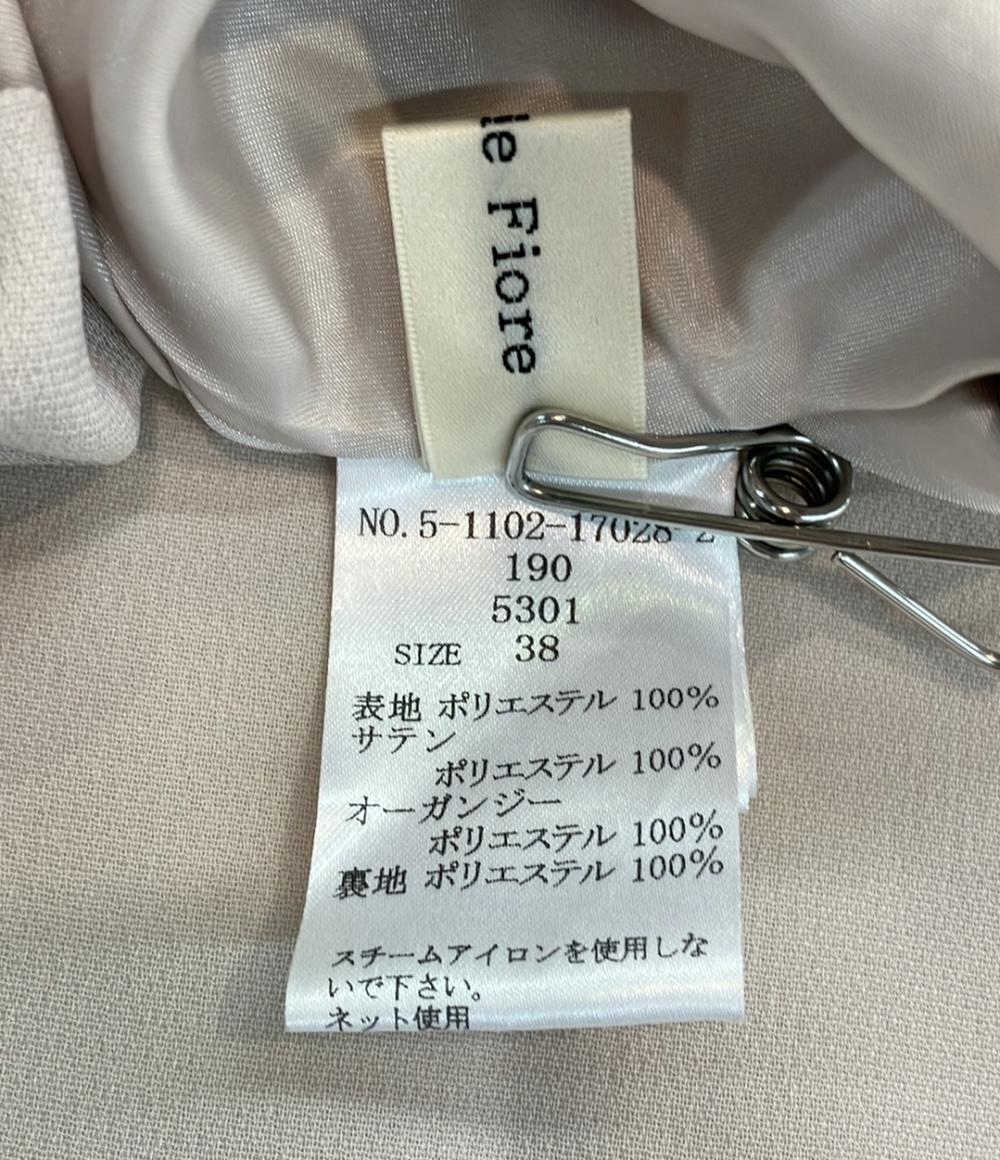 ie Fiore
NO. 5-1102-17028-2
190
5301
SIZE 38
表地 ポリエステル 100%
サテン
ポリエステル 100%
オーガンジー
ポリエステル 100%
裏地 ポリエステル 100%
スチームアイロンを使用しな
いで下さい。
ネット使用